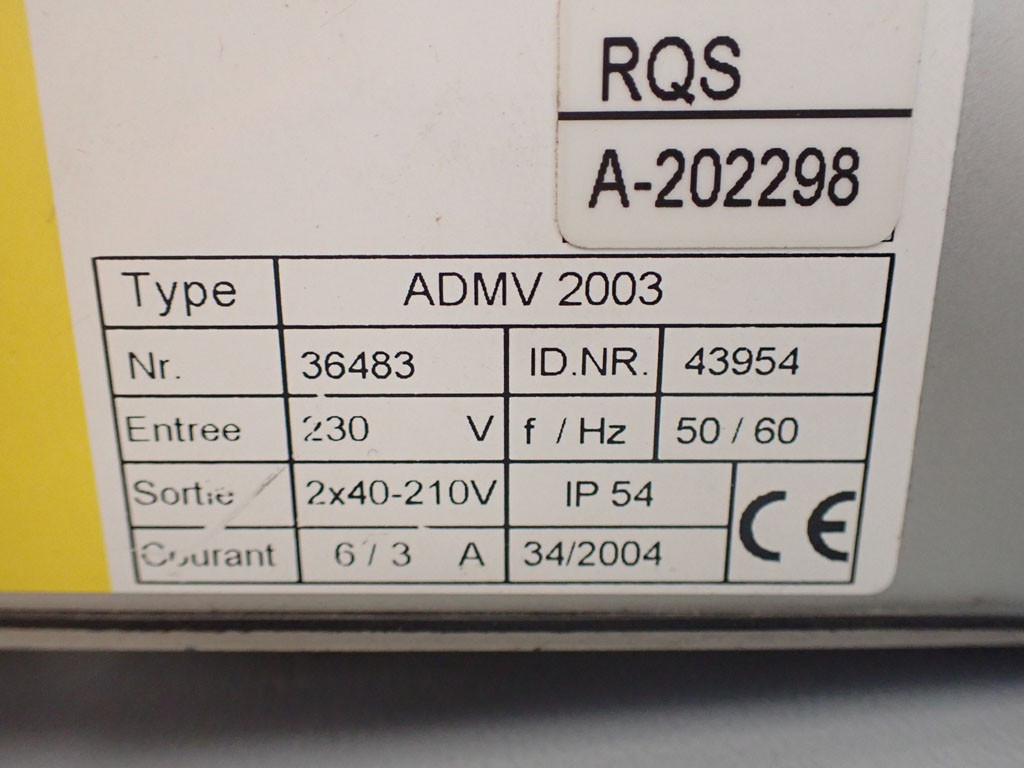 RQS
A-202298
Type ADMV 2003
Nr. 36483 ID.NR. 43954
Entree 230 V f / Hz 50 / 60
Sortie 2x40-210V IP 54
Courant 6 / 3 A 34/2004 CE